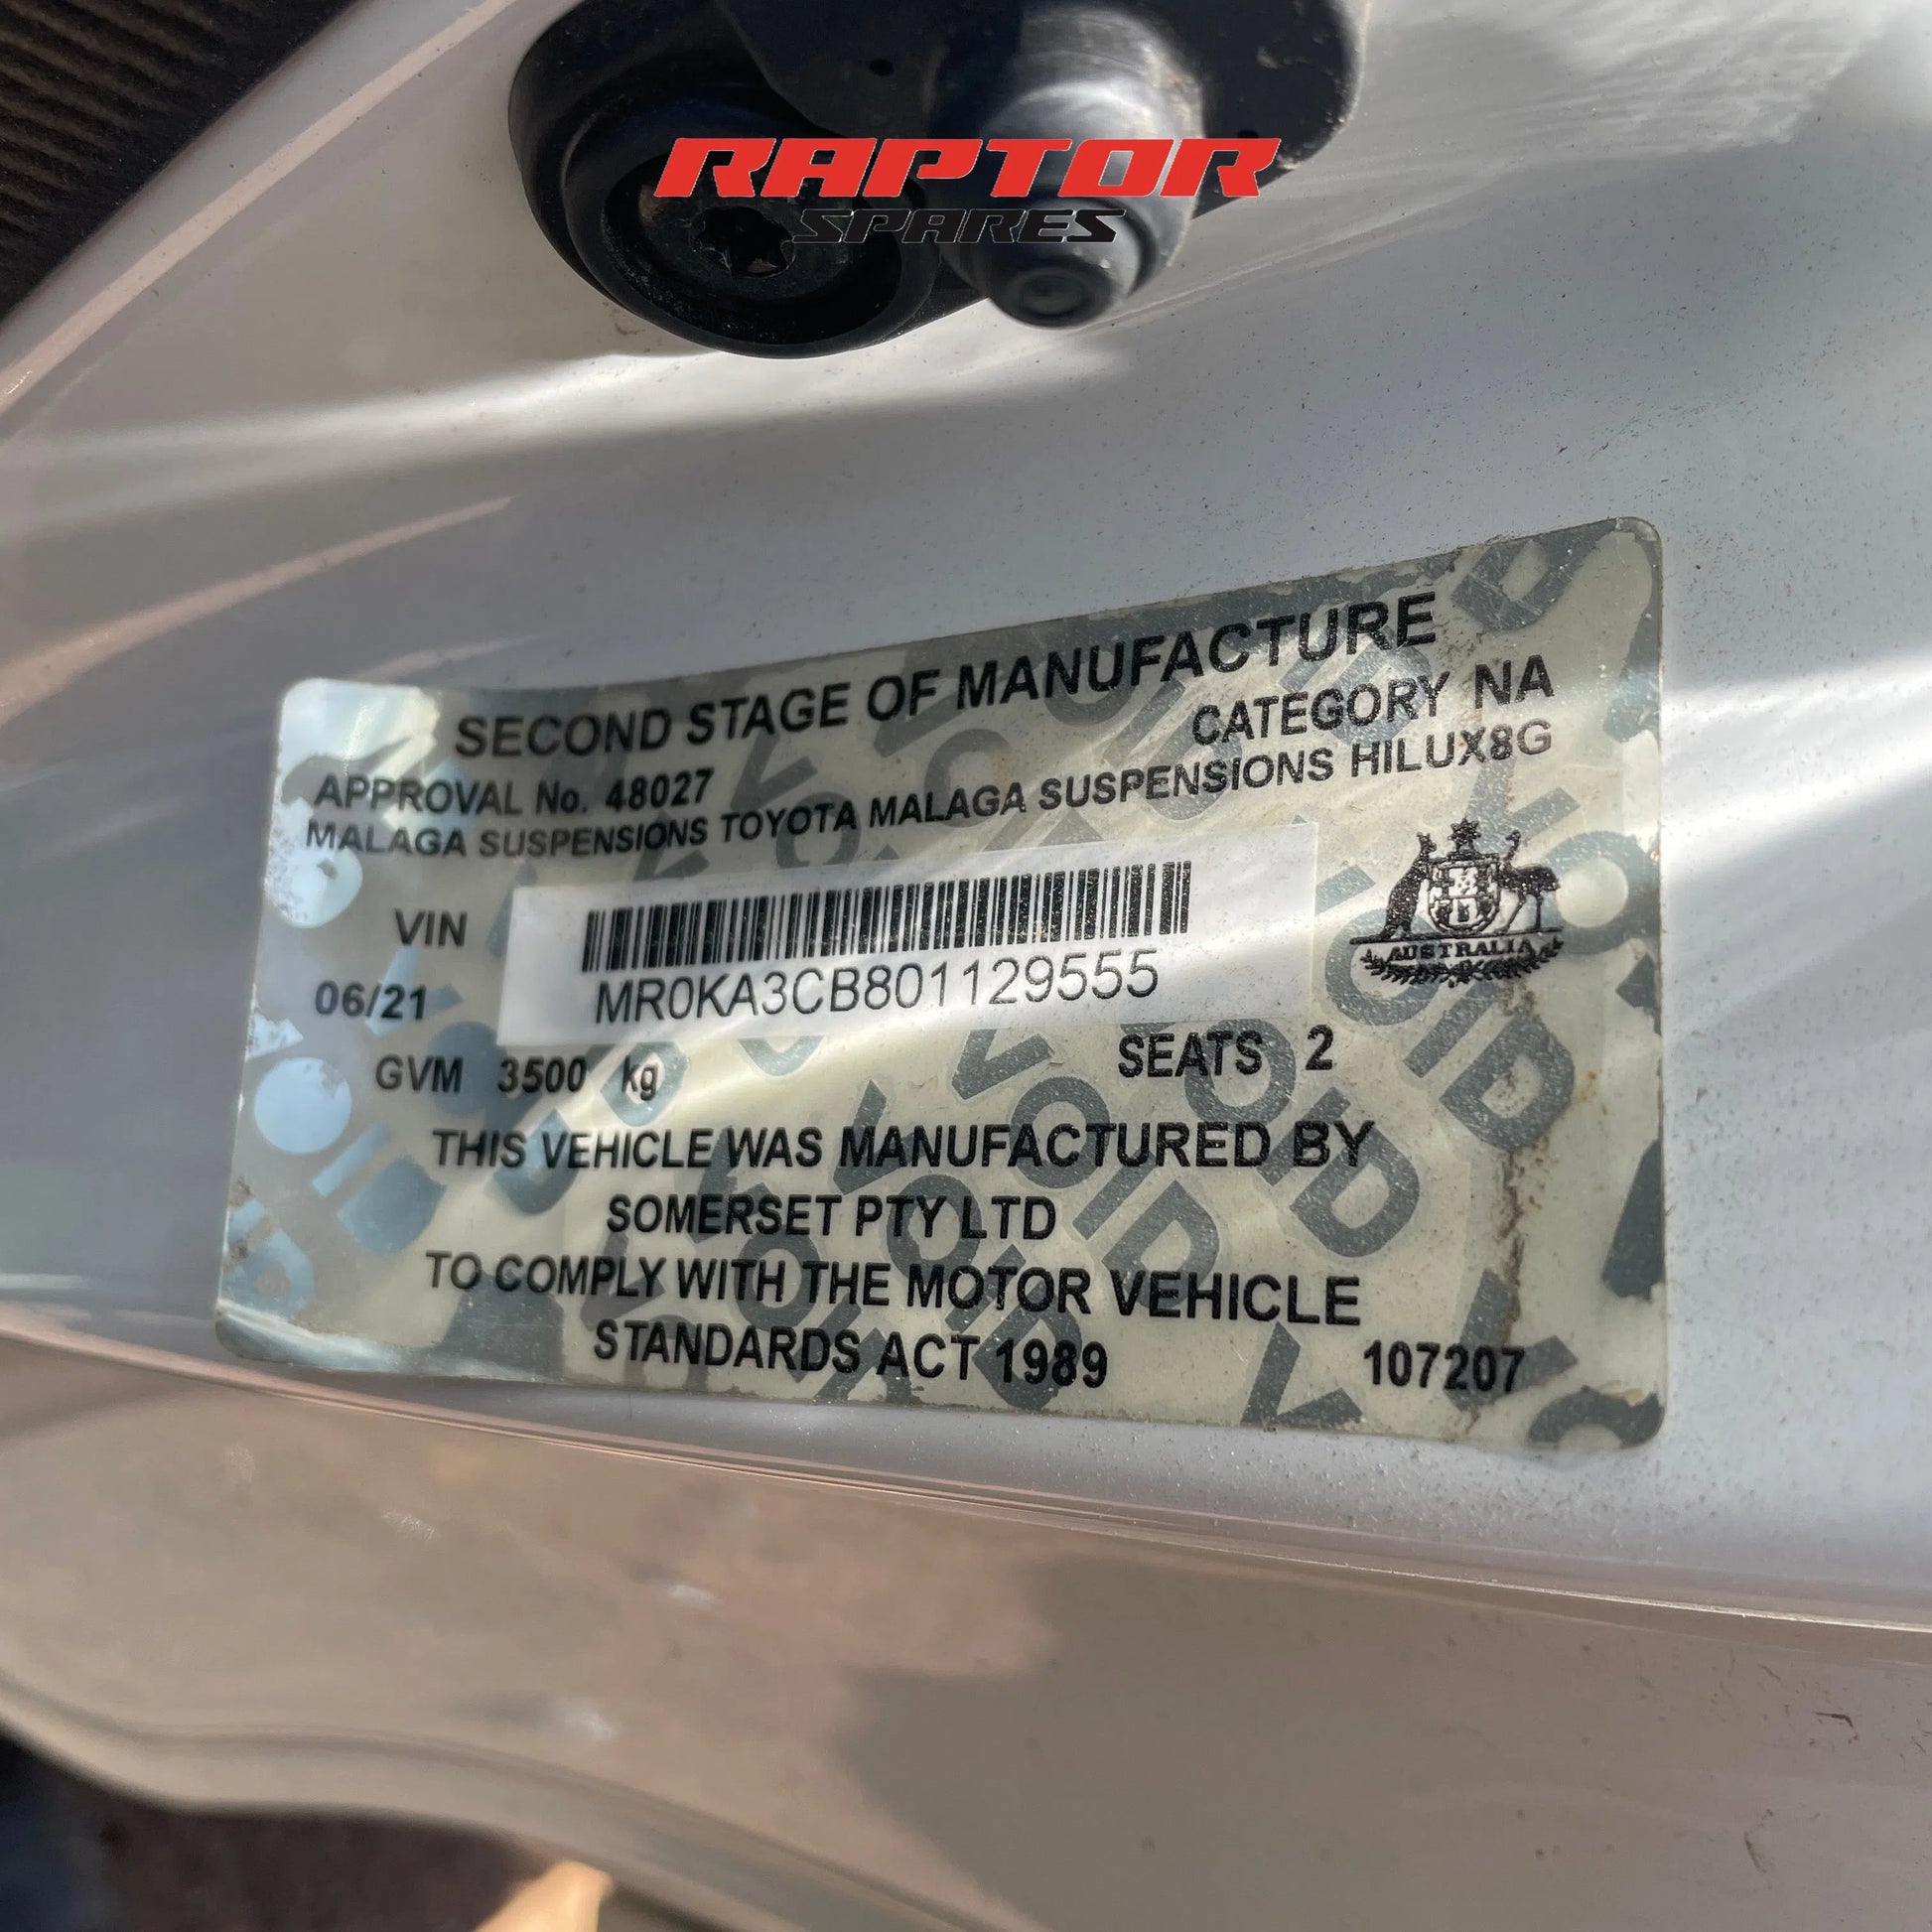 RAPTOR
SPARES
SECOND STAGE OF MANUFACTURE
APPROVAL No. 48027 CATEGORY NA
MALAGA SUSPENSIONS TOYOTA MALAGA SUSPENSIONS HILUX8G
VIN
MR0KA3CB801129555
AUSTRALIA
06/21
GVM 3500 kg SEATS 2
THIS VEHICLE WAS MANUFACTURED BY
SOMERSET PTY LTD
TO COMPLY WITH THE MOTOR VEHICLE
STANDARDS ACT 1989 107207
VOID